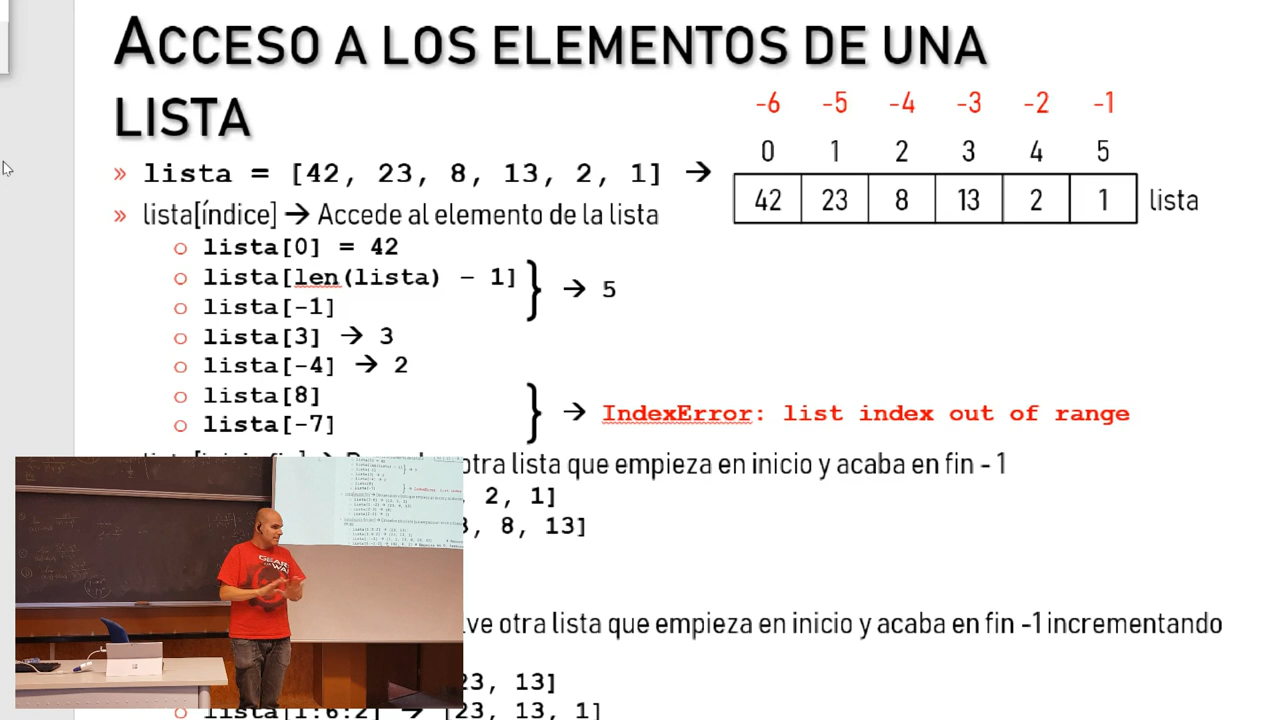 ACCESO A LOS ELEMENTOS DE UNA
LISTA
-6 -5 -4 -3 -2 -1
0 1 2 3 4 5
42 23 8 13 2 1 lista
» lista = [42, 23, 8, 13, 2, 1] →
» lista[índice] → Accede al elemento de la lista
lista[0] = 42
lista[len(lista) - 1]
lista[-1]
} → 5
lista[3] → 3
lista[-4] → 2
lista[8]
lista[-7]
} → IndexError: list index out of range
otra lista que empieza en inicio y acaba en fin - 1
2, 1]
8, 13]
otra lista que empieza en inicio y acaba en fin -1 incrementando
23, 13]
lista[1:6:2] → [23, 13, 1]
GEARS